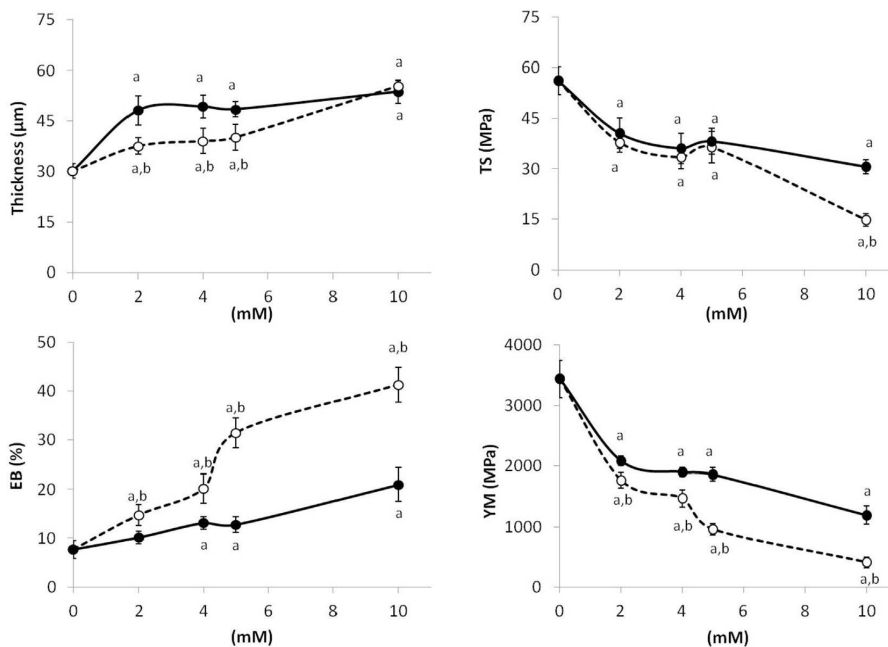 75
60
45
30
15
0
Thickness (µm)
a
a
a
a
a,b
a,b
a,b
a
0
2
4
6
8
10
(mM)
75
60
45
30
15
0
TS (MPa)
a
a
a
a
a
a
a
a,b
0
2
4
6
8
10
(mM)
50
40
30
20
10
0
EB (%)
a,b
a,b
a,b
a,b
a
a
a
0
2
4
6
8
10
(mM)
4000
3000
2000
1000
0
YM (MPa)
a
a
a
a
a,b
a,b
a,b
a,b
0
2
4
6
8
10
(mM)